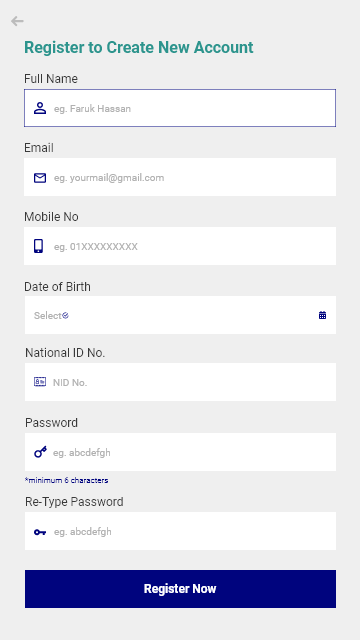 Register to Create New Account
Full Name
eg. Faruk Hassan
Email
eg. yourmail@gmail.com
Mobile No
eg. 01XXXXXXXXX
Date of Birth
Select
National ID No.
NID No.
Password
eg. abcdefgh
*minimum 6 characters
Re-Type Password
eg. abcdefgh
Register Now